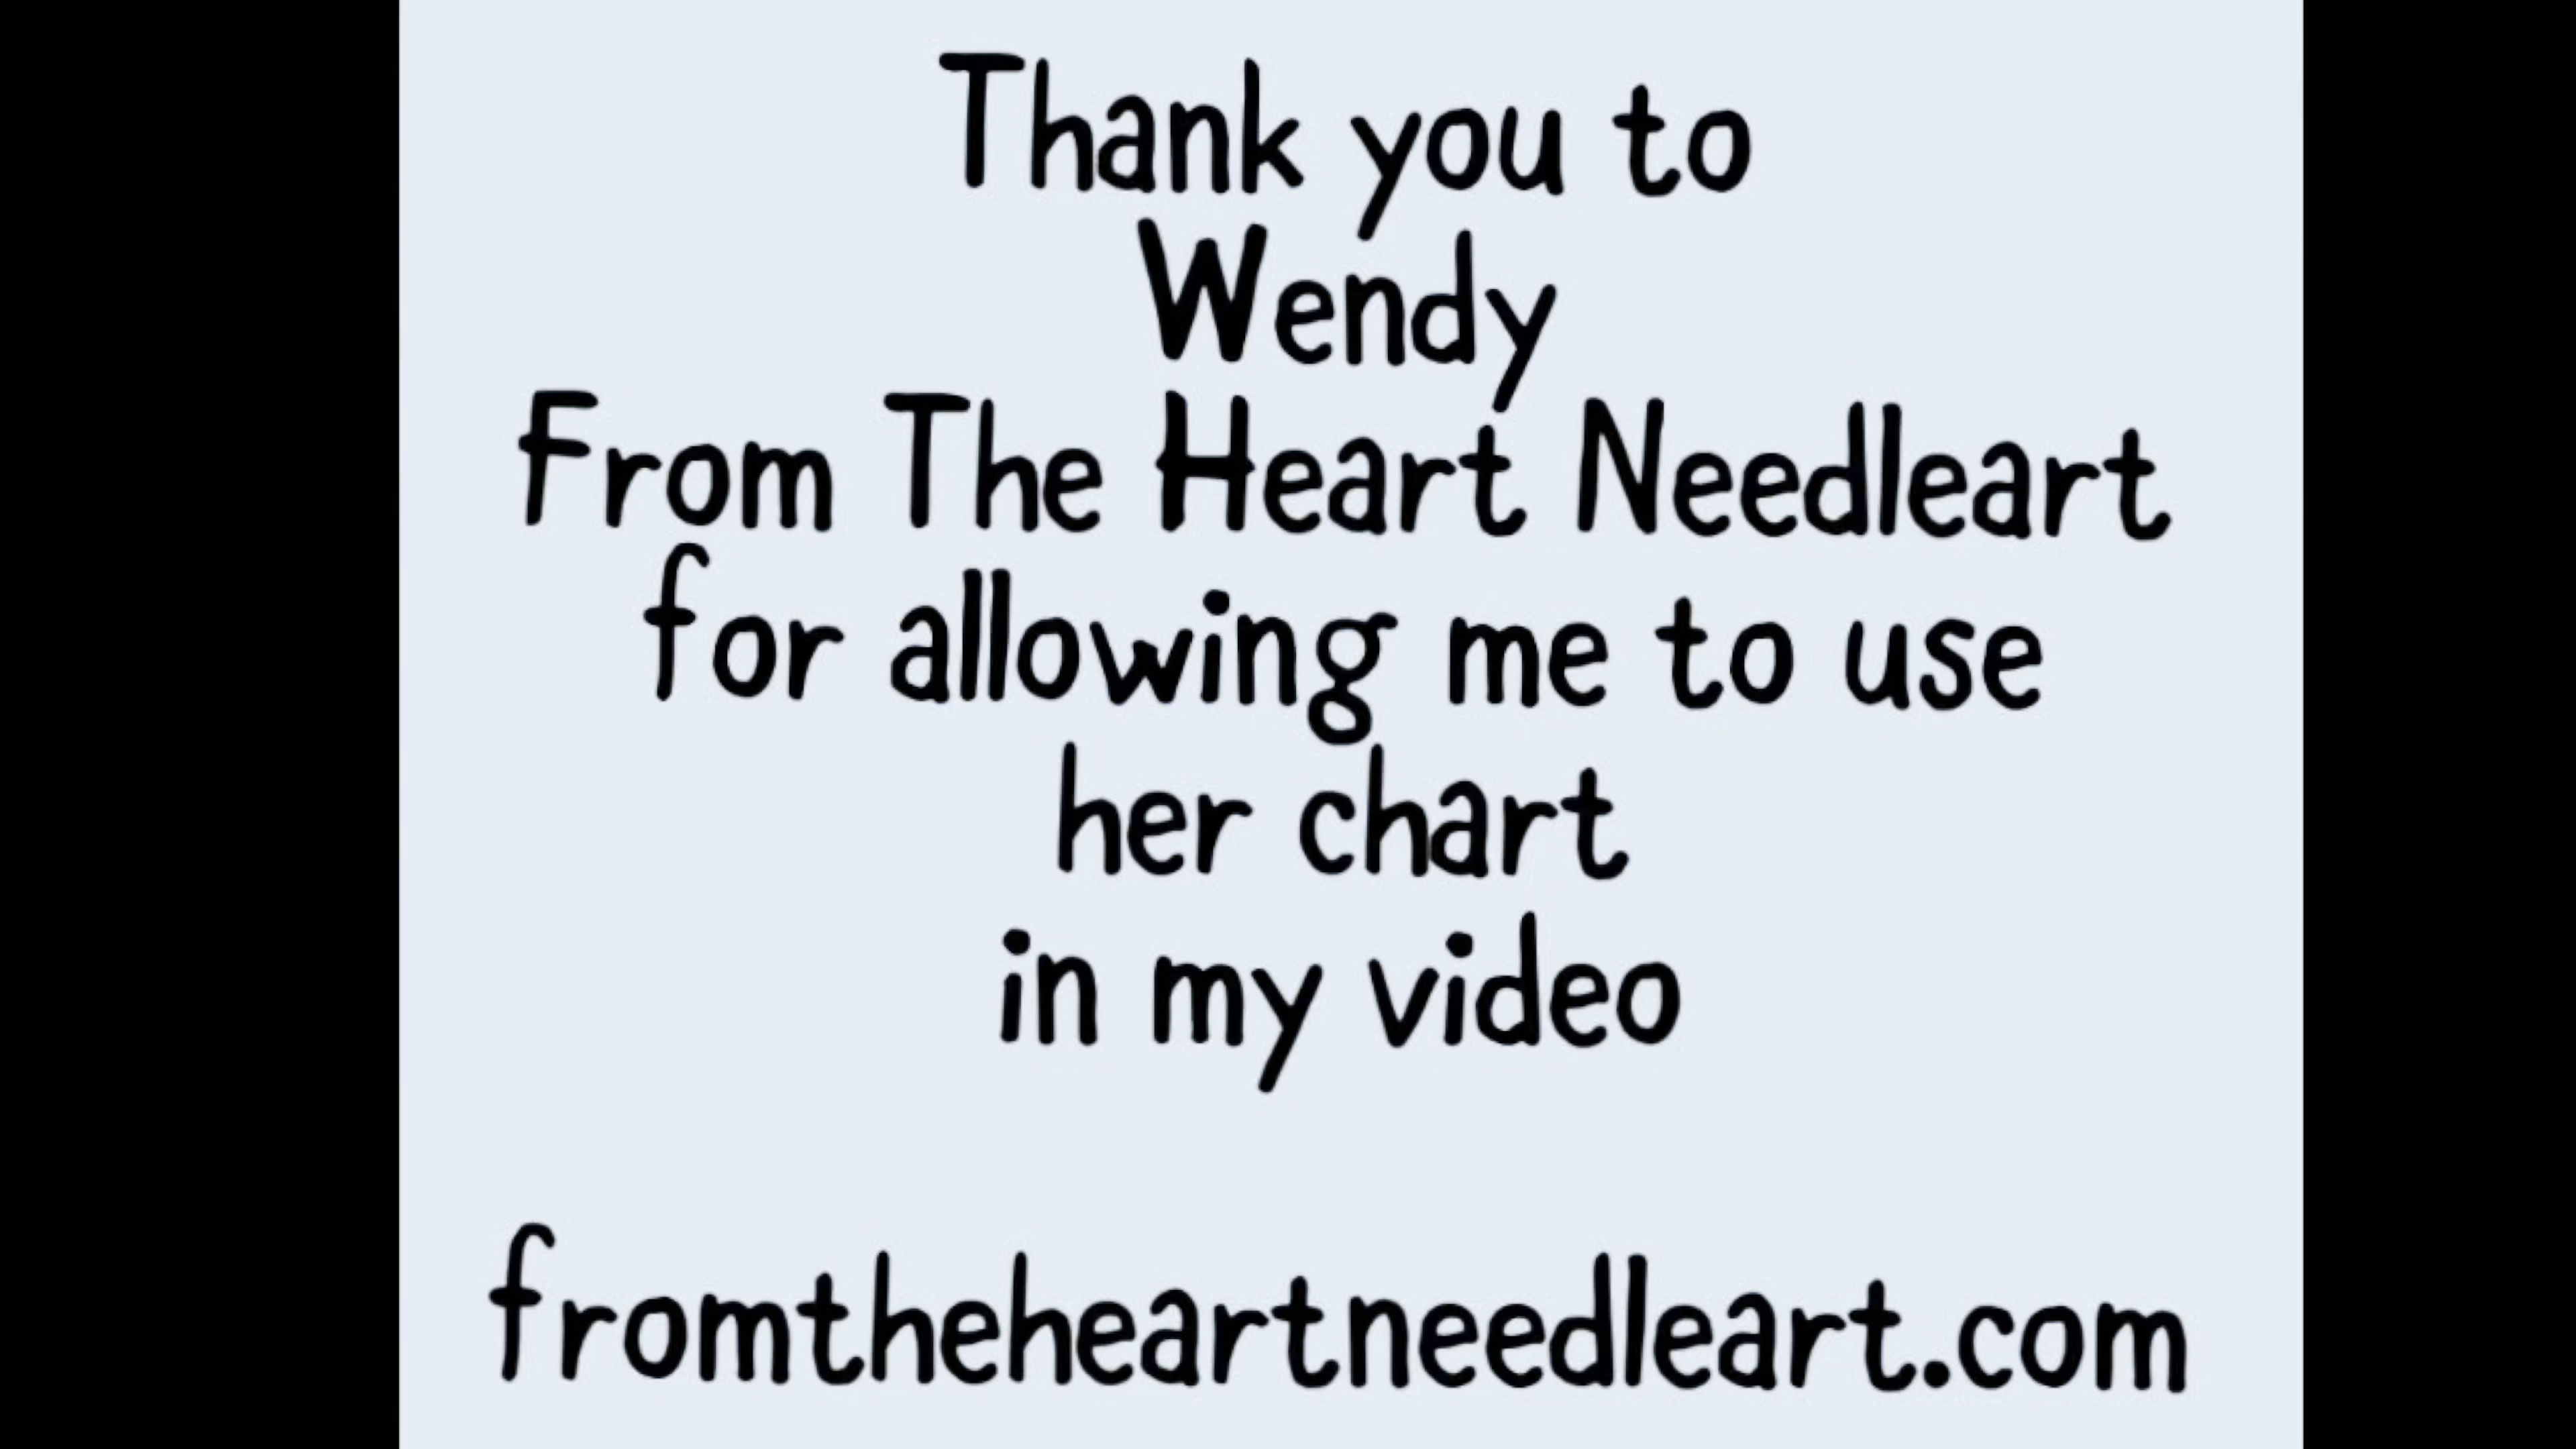 Thank you to
Wendy
From The Heart Needleart
for allowing me to use
her chart
in my video
fromtheheartneedleart.com